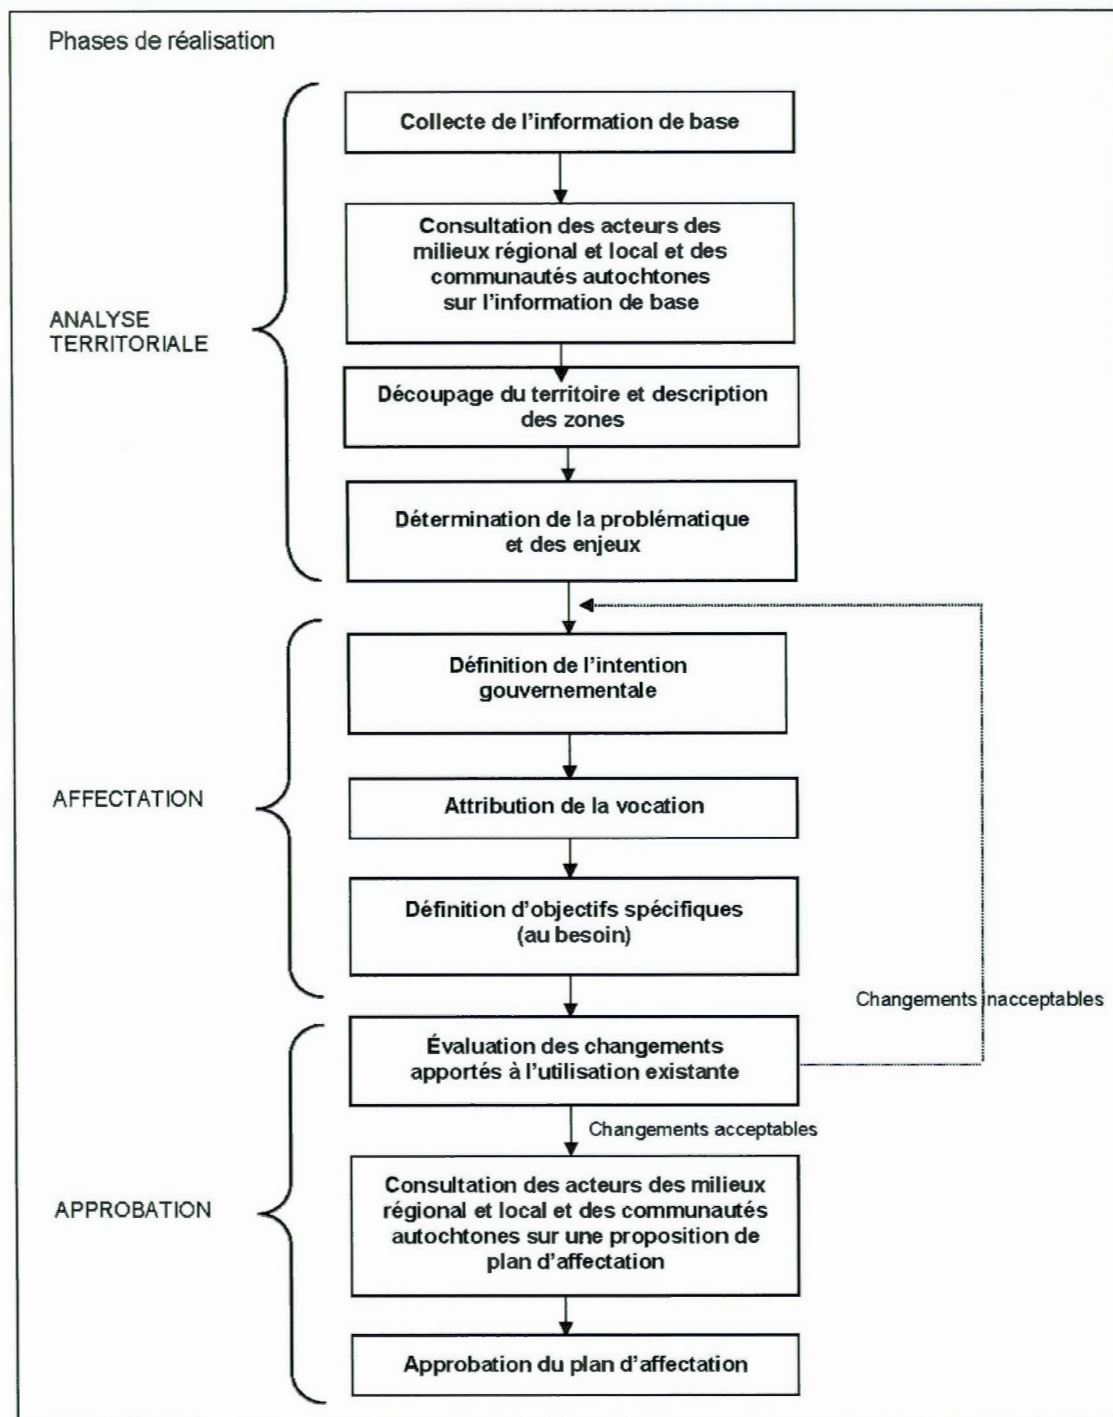 Phases de réalisation
Collecte de l'information de base
Consultation des acteurs des
milieux régional et local et des
communautés autochtones
sur l'information de base
ANALYSE
TERRITORIALE
Découpage du territoire et description
des zones
Détermination de la problématique
et des enjeux
Définition de l'intention
gouvernementale
AFFECTATION
Attribution de la vocation
Définition d'objectifs spécifiques
(au besoin)
Changements inacceptables
Évaluation des changements
apportés à l'utilisation existante
Changements acceptables
APPROBATION
Consultation des acteurs des milieux
régional et local et des communautés
autochtones sur une proposition de
plan d'affectation
Approbation du plan d'affectation